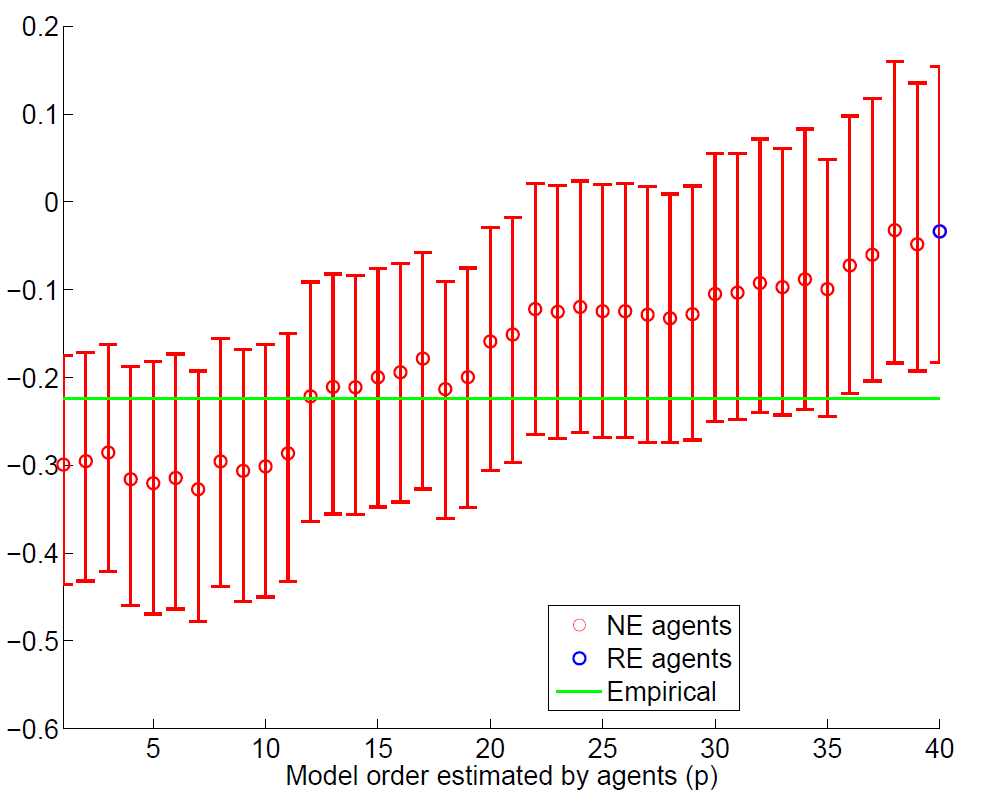 0.2
0.1
0
−0.1
−0.2
−0.3
−0.4
−0.5
−0.6
NE agents
RE agents
Empirical
5 10 15 20 25 30 35 40
Model order estimated by agents (p)